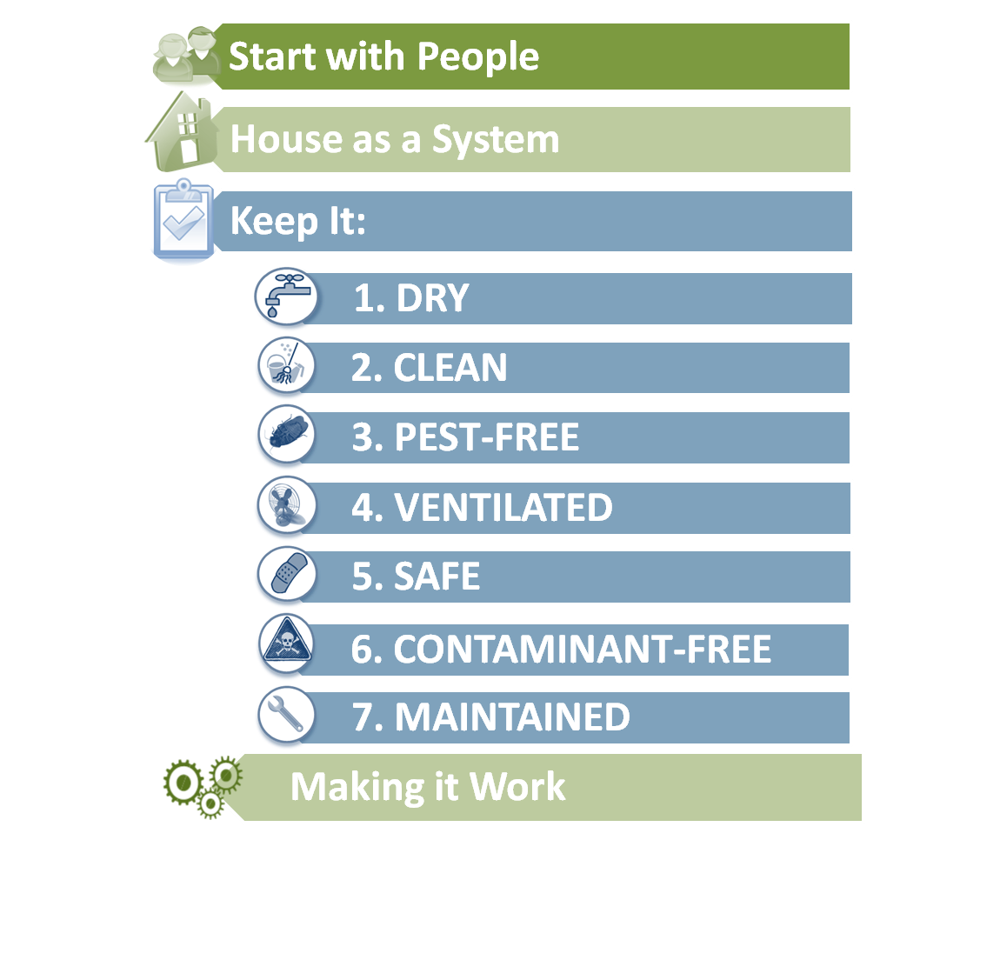 Start with People
House as a System
Keep It:
1. DRY
2. CLEAN
3. PEST-FREE
4. VENTILATED
5. SAFE
6. CONTAMINANT-FREE
7. MAINTAINED
Making it Work